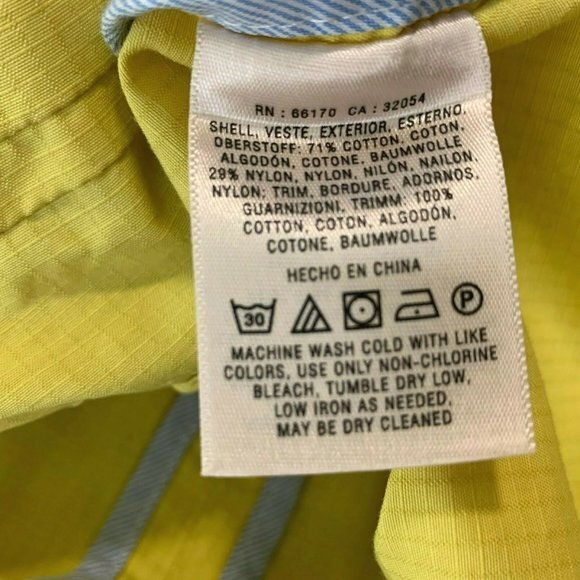 RN : 66170 CA : 32054
SHELL, VESTE, EXTERIOR, ESTERNO,
OBERSTOFF: 71% COTTON, COTON,
ALGODÓN, COTONE, BAUMWOLLE
29% NYLON, NYLON, NILÓN, NAILON,
NYLON; TRIM, BORDURE, ADORNOS,
GUARNIZIONI, TRIMM: 100%
COTTON, COTON, ALGODÓN,
COTONE, BAUMWOLLE
HECHO EN CHINA
30 P
MACHINE WASH COLD WITH LIKE
COLORS, USE ONLY NON-CHLORINE
BLEACH, TUMBLE DRY LOW,
LOW IRON AS NEEDED,
MAY BE DRY CLEANED